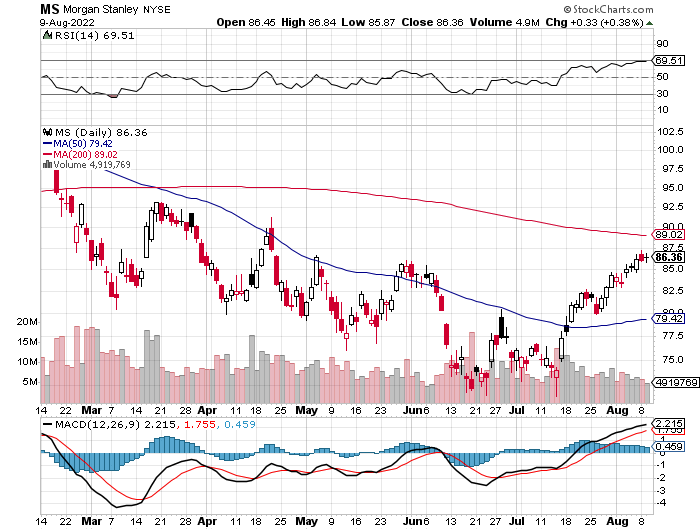 MS Morgan Stanley NYSE © StockCharts.com
9-Aug-2022 Open 86.45 High 86.84 Low 85.87 Close 86.36 Volume 4.9M Chg +0.33 (+0.38%)
RSI(14) 69.51
90
69.51
50
30
10
MS (Daily) 86.36
MA(50) 79.42
MA(200) 89.02
Volume 4,919,769
102.5
100.0
97.5
95.0
92.5
90.0
89.02
86.36
85.0
82.5
80.0
79.42
77.5
75.0
4919769
20M
15M
10M
5M
14 22 Mar 7 14 21 28 Apr 11 18 25 May 9 16 23 Jun 6 13 21 27 Jul 11 18 25 Aug 8
MACD(12,26,9) 2.215, 1.755, 0.459
2.215
1.755
0.459
0
-1
-2
-3
-4
14 22 Mar 7 14 21 28 Apr 11 18 25 May 9 16 23 Jun 6 13 21 27 Jul 11 18 25 Aug 8